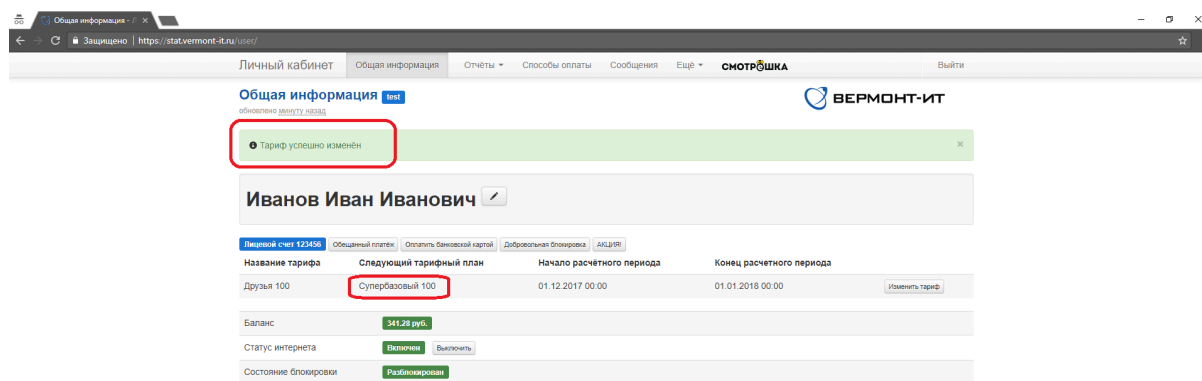 Общая информация - Л
Защищено | https://stat.vermont-it.ru/user/
Личный кабинет Общая информация Отчёты Способы оплаты Сообщения Ещё СМОТРЁШКА Выйти
Общая информация test
ВЕРМОНТ-ИТ
обновлено минуту назад
Тариф успешно изменён ×
Иванов Иван Иванович
Лицевой счет 123456 Обещанный платёж Оплатить банковской картой Добровольная блокировка АКЦИЯ!
Название тарифа Следующий тарифный план Начало расчётного периода Конец расчетного периода
Друзья 100 Супербазовый 100 01.12.2017 00:00 01.01.2018 00:00 Изменить тариф
Баланс 341.28 руб.
Статус интернета Включен Выключить
Состояние блокировки Разблокирован